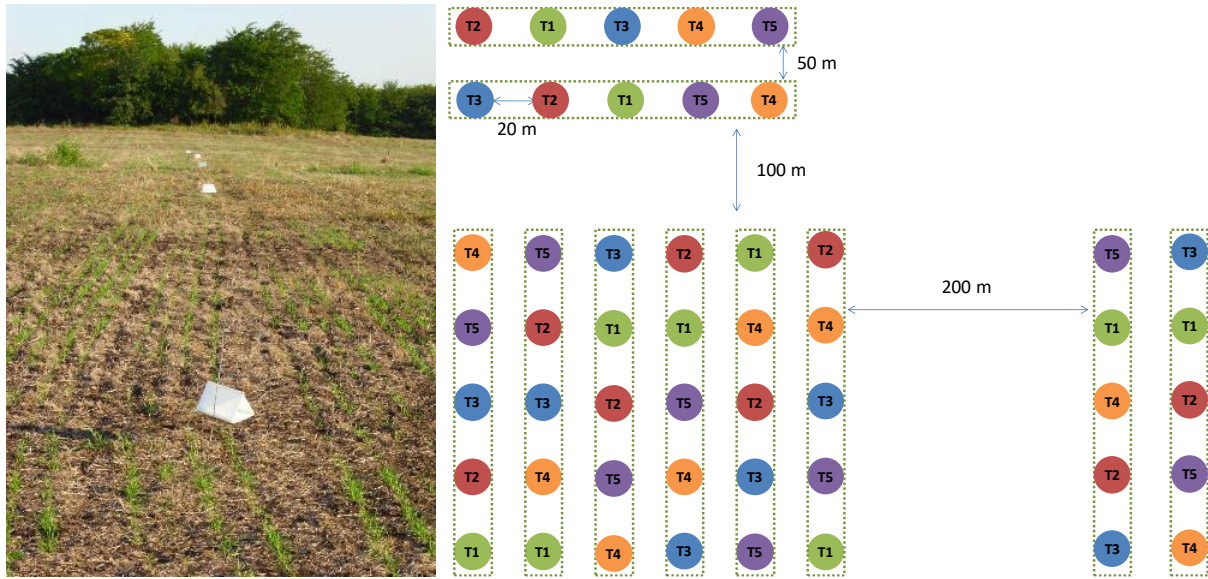 T2 T1 T3 T4 T5
50 m
T3 T2 T1 T5 T4
20 m
100 m
T4 T5 T3 T2 T1 T2 T5 T3
200 m
T5 T2 T1 T1 T4 T4 T1 T1
T3 T3 T2 T5 T2 T3 T4 T2
T2 T4 T5 T4 T3 T5 T2 T5
T1 T1 T4 T3 T5 T1 T3 T4